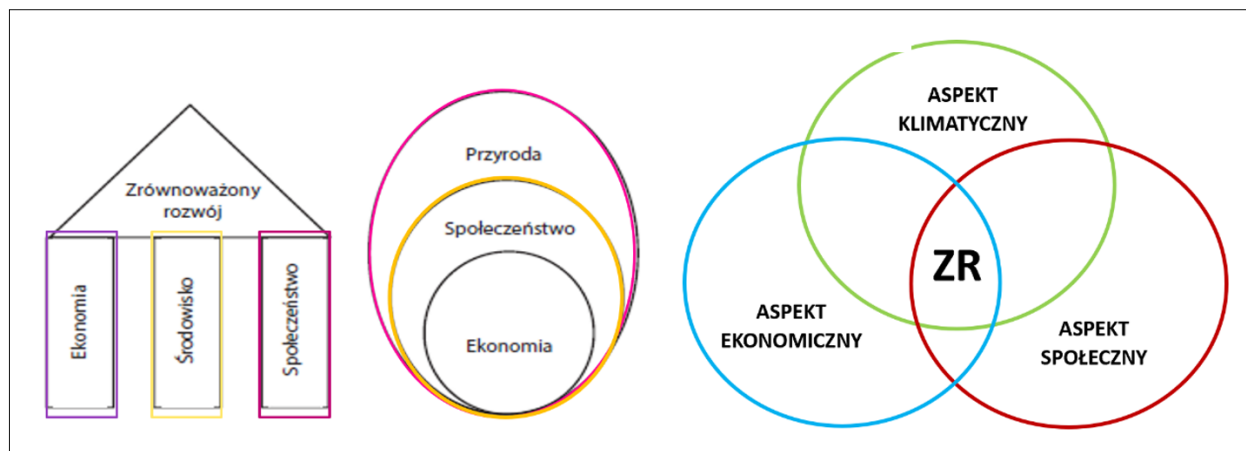 Zrównoważony
rozwój
Ekonomia
Środowisko
Społeczeństwo
Przyroda
Społeczeństwo
Ekonomia
ASPEKT
KLIMATYCZNY
ZR
ASPEKT
EKONOMICZNY
ASPEKT
SPOŁECZNY